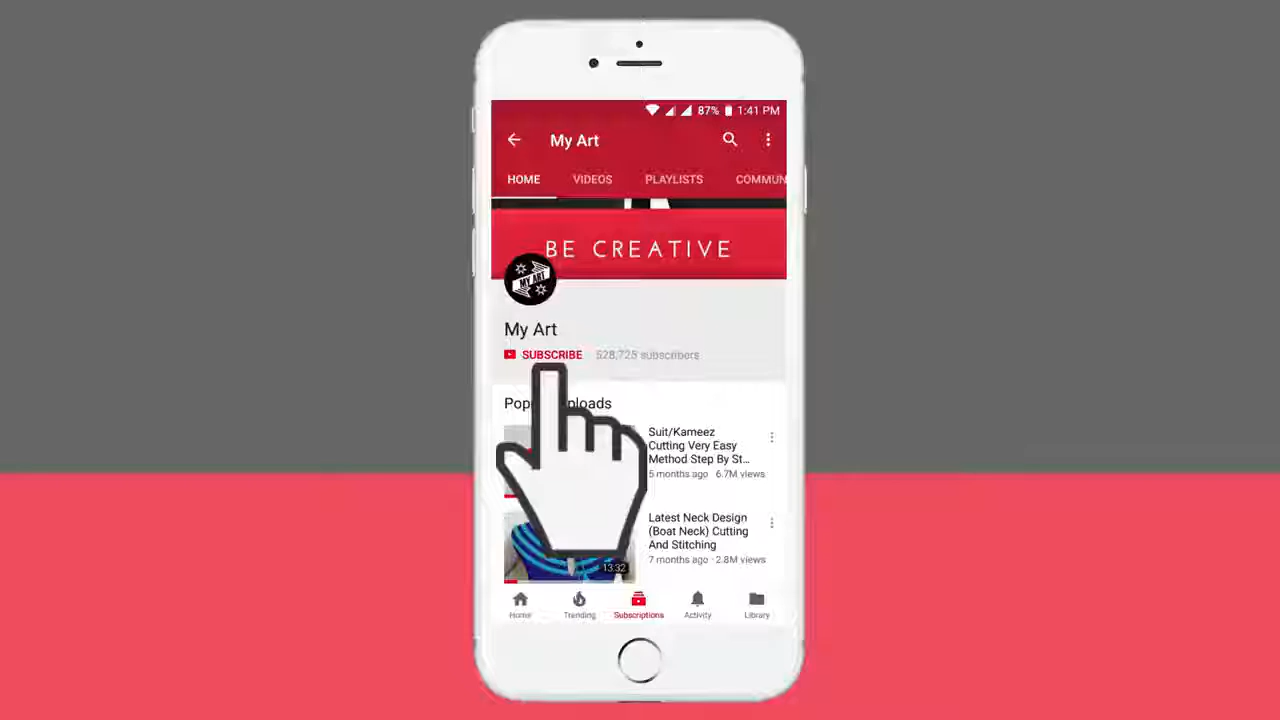 87% 1:41 PM
My Art
HOME VIDEOS PLAYLISTS COMMUN
BE CREATIVE
MY ART
My Art
SUBSCRIBE 528,725 subscribers
Pop ploads
Suit/Kameez
Cutting Very Easy
Method Step By St...
5 months ago · 6.7M views
Latest Neck Design
(Boat Neck) Cutting
And Stitching
7 months ago · 2.8M views
13:32
Home Trending Subscriptions Activity Library